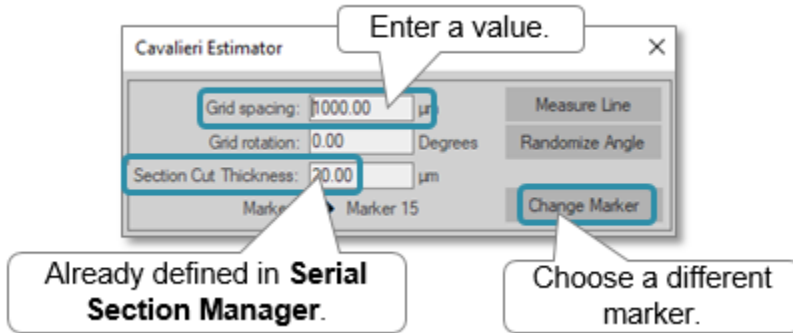 Enter a value.
Cavalieri Estimator
Grid spacing: 1000.00 µm
Measure Line
Grid rotation: 0.00 Degrees
Randomize Angle
Section Cut Thickness: 20.00 µm
Marker 15
Change Marker
Already defined in Serial
Section Manager.
Choose a different
marker.